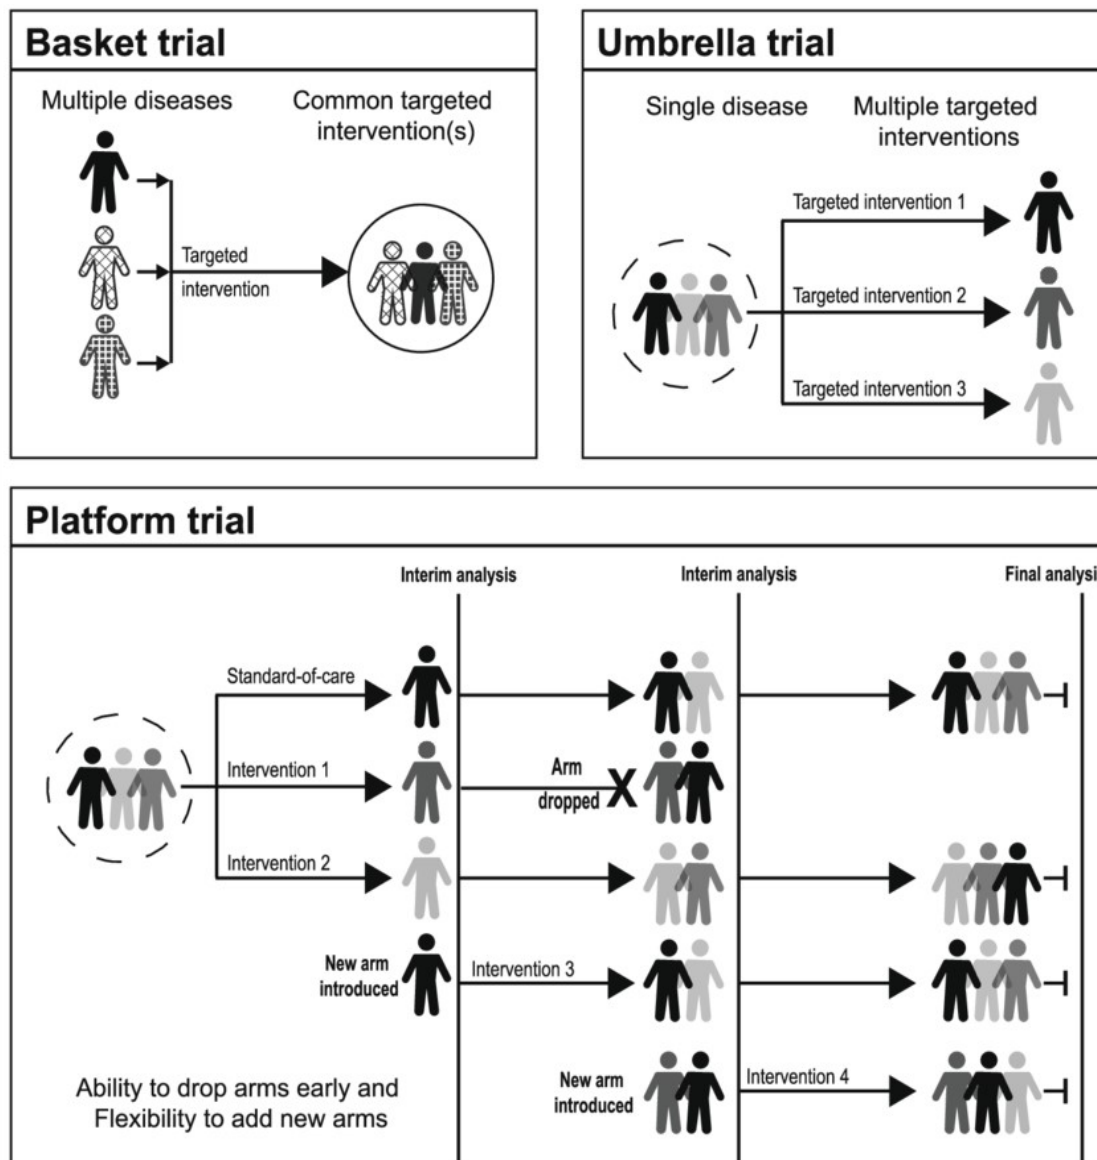 Basket trial
Multiple diseases
Common targeted
intervention(s)
Targeted
intervention
Umbrella trial
Single disease
Multiple targeted
interventions
Targeted intervention 1
Targeted intervention 2
Targeted intervention 3
Platform trial
Interim analysis
Interim analysis
Final analysis
Standard-of-care
Intervention 1
Arm
dropped
X
Intervention 2
New arm
introduced
Intervention 3
New arm
introduced
Intervention 4
Ability to drop arms early and
Flexibility to add new arms